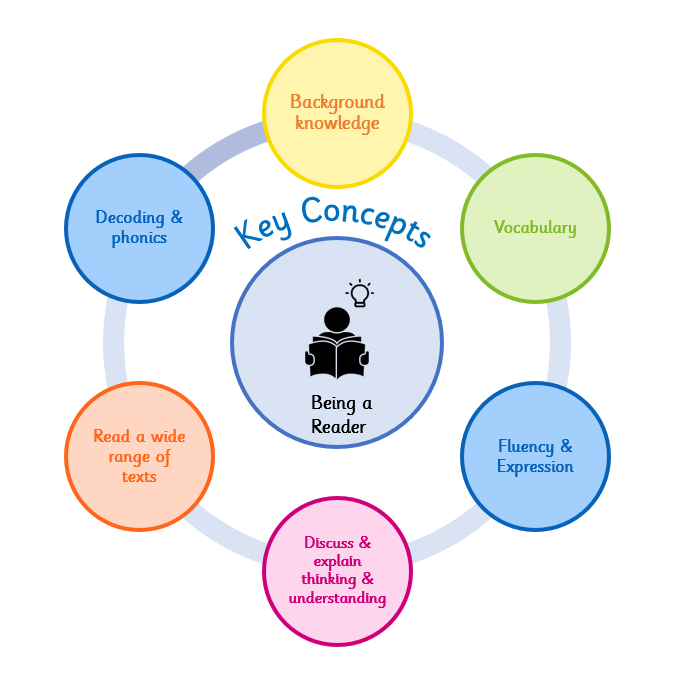 Background
knowledge
Vocabulary
Fluency &
Expression
Discuss &
explain
thinking &
understanding
Read a wide
range of
texts
Decoding &
phonics
Key Concepts
Being a
Reader